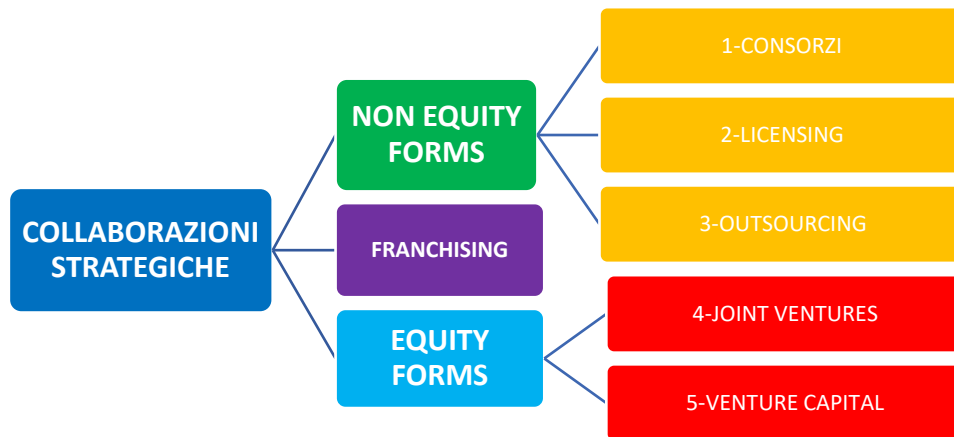 COLLABORAZIONI
STRATEGICHE
NON EQUITY
FORMS
1-CONSORZI
2-LICENSING
3-OUTSOURCING
FRANCHISING
EQUITY
FORMS
4-JOINT VENTURES
5-VENTURE CAPITAL